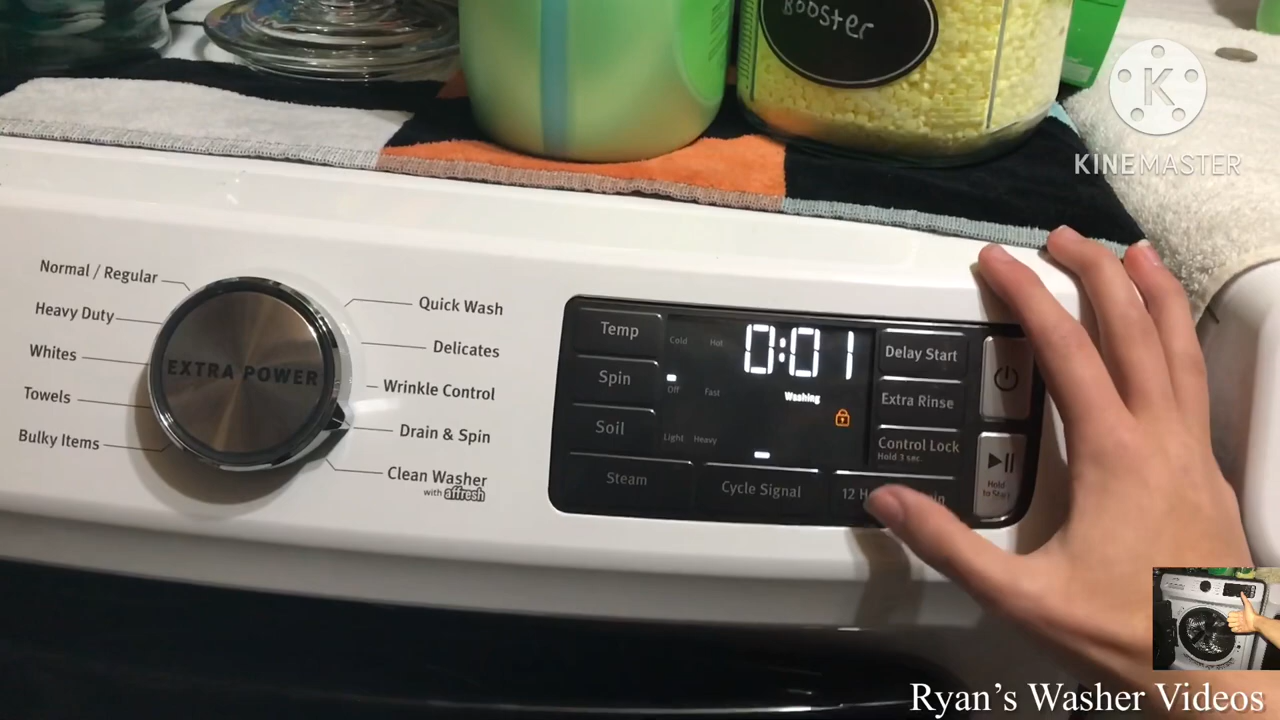 Booster
KINEMASTER
Normal / Regular
Heavy Duty
Whites
Towels
Bulky Items
EXTRA POWER
Quick Wash
Delicates
Wrinkle Control
Drain & Spin
Clean Washer
with affresh
Temp
Spin
Soil
Steam
Cold Hot
Off Fast
Light Heavy
0:01
Washing
Cycle Signal
Delay Start
Extra Rinse
Control Lock
Hold 3 sec.
12 H
Hold
to Start
Ryan's Washer Videos